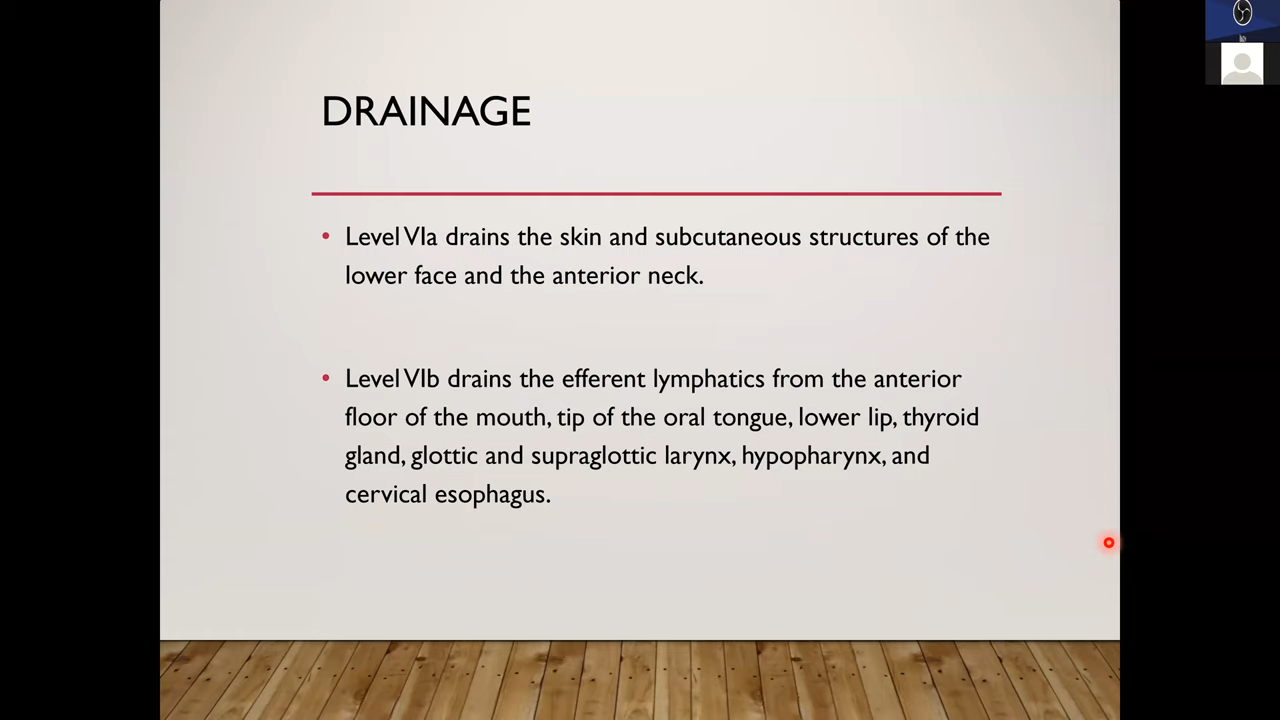 DRAINAGE
• Level VIa drains the skin and subcutaneous structures of the
lower face and the anterior neck.
• Level VIb drains the efferent lymphatics from the anterior
floor of the mouth, tip of the oral tongue, lower lip, thyroid
gland, glottic and supraglottic larynx, hypopharynx, and
cervical esophagus.